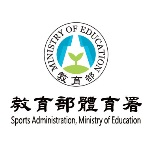 MINISTRY OF EDUCATION
教育部
教育部體育署
Sports Administration, Ministry of Education